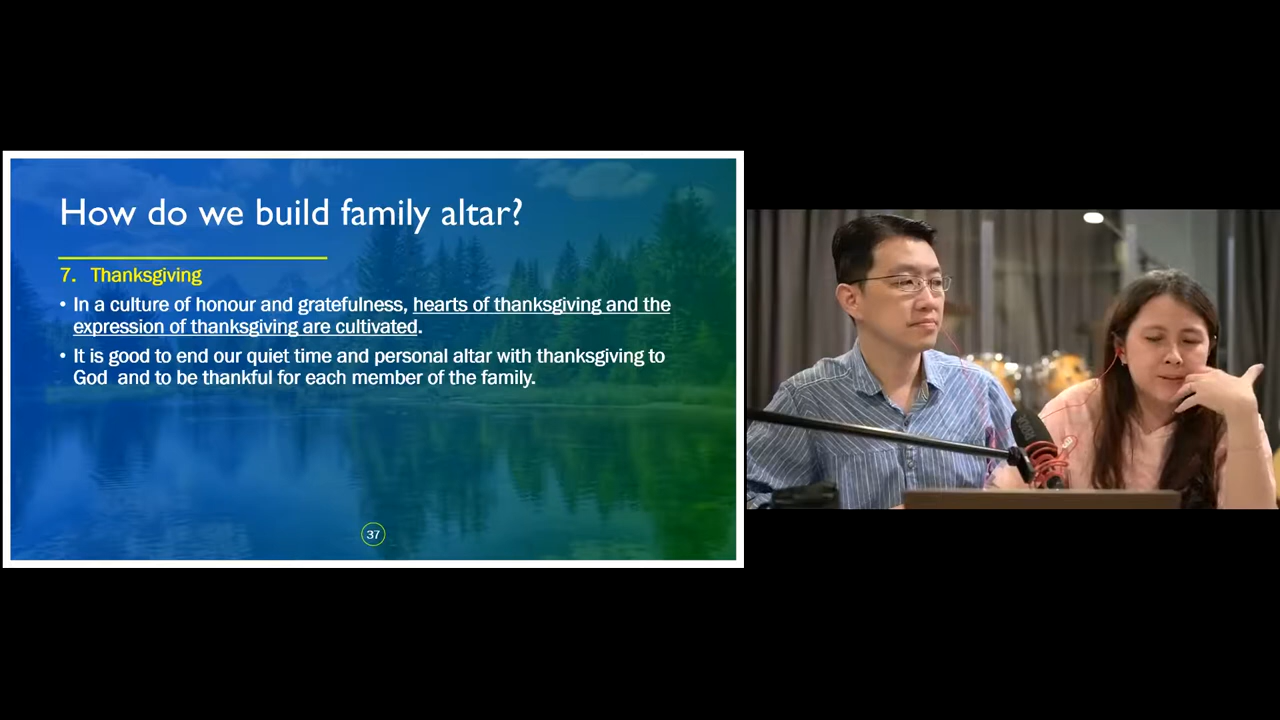 How do we build family altar?
7. Thanksgiving
• In a culture of honour and gratefulness, hearts of thanksgiving and the
expression of thanksgiving are cultivated.
• It is good to end our quiet time and personal altar with thanksgiving to
God and to be thankful for each member of the family.
37